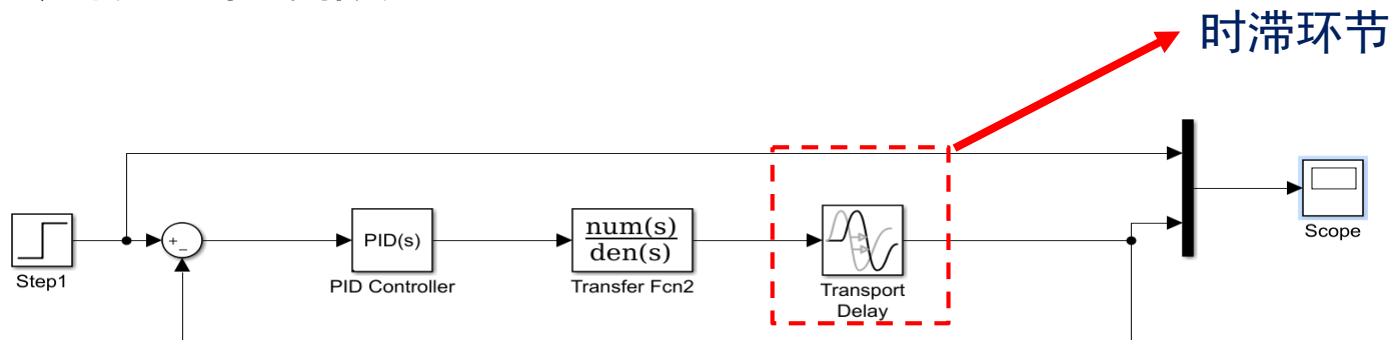 时滞环节
Step1
+
−
PID(s)
PID Controller
num(s)
den(s)
Transfer Fcn2
Transport
Delay
Scope